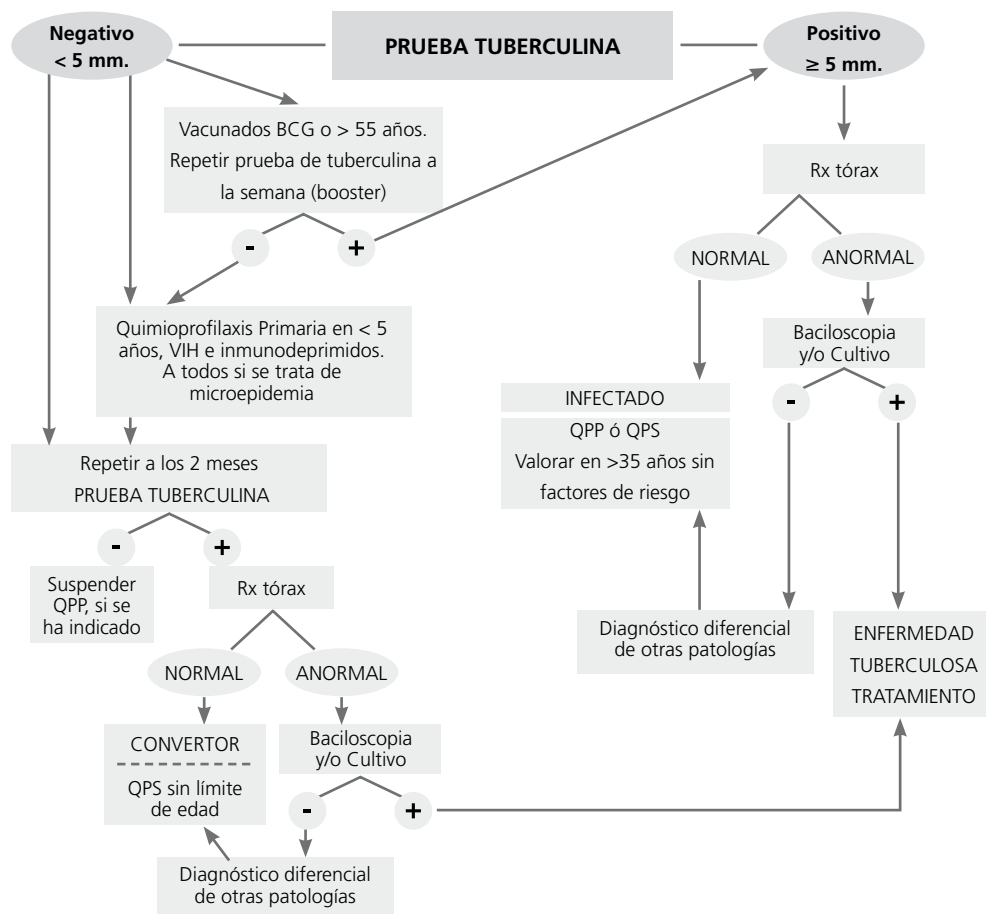 Negativo
< 5 mm.
PRUEBA TUBERCULINA
Positivo
≥ 5 mm.
Vacunados BCG o > 55 años.
Repetir prueba de tuberculina a
la semana (booster)
-
+
Rx tórax
NORMAL
ANORMAL
Quimioprofilaxis Primaria en < 5
años, VIH e inmunodeprimidos.
A todos si se trata de
microepidemia
Baciloscopia
y/o Cultivo
-
+
INFECTADO
QPP ó QPS
Valorar en >35 años sin
factores de riesgo
Repetir a los 2 meses
PRUEBA TUBERCULINA
-
+
Suspender
QPP, si se
ha indicado
Rx tórax
Diagnóstico diferencial
de otras patologías
ENFERMEDAD
TUBERCULOSA
TRATAMIENTO
NORMAL
ANORMAL
CONVERTOR
QPS sin límite
de edad
Baciloscopia
y/o Cultivo
-
+
Diagnóstico diferencial
de otras patologías